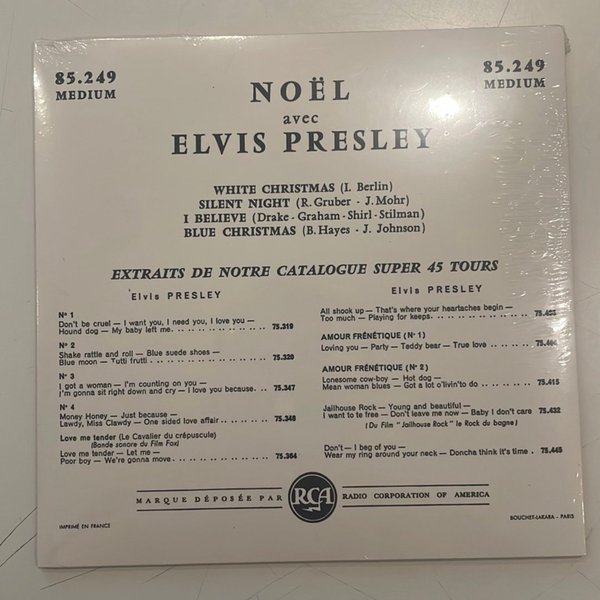 85.249
MEDIUM
85.249
MEDIUM
NOËL
avec
ELVIS PRESLEY
WHITE CHRISTMAS (I. Berlin)
SILENT NIGHT (R. Gruber - J. Mohr)
I BELIEVE (Drake - Graham - Shirl - Stilman)
BLUE CHRISTMAS (B. Hayes - J. Johnson)
EXTRAITS DE NOTRE CATALOGUE SUPER 45 TOURS
Elvis PRESLEY
N° 1
Don't be cruel — I want you, I need you, I love you —
Hound dog — My baby left me. . . . . . . . . . . . . . . 75.319
N° 2
Shake rattle and roll — Blue suede shoes —
Blue moon — Tutti frutti. . . . . . . . . . . . . . . . . . 75.320
N° 3
I got a woman — I'm counting on you —
I'm gonna sit right down and cry — I love you because. . . 75.347
N° 4
Money Honey — Just because —
Lawdy, Miss Clawdy — One sided love affair . . . . . . 75.348
Love me tender (Le Cavalier du crépuscule)
(Bande sonore du Film Fox)
Love me tender — Let me —
Poor boy — We're gonna move. . . . . . . . . . . . . . . 75.364
Elvis PRESLEY
All shook up — That's where your heartaches begin —
Too much — Playing for keeps. . . . . . . . . . . . . .
AMOUR FRÉNÉTIQUE (N° 1)
Loving you — Party — Teddy bear — True love . . . . . .
AMOUR FRÉNÉTIQUE (N° 2)
Lonesome cow-boy — Hot dog —
Mean woman blues — Got a lot o'livin'to do . . . . . . 75.415
Jailhouse Rock — Young and beautiful —
I want to te free — Don't leave me now — Baby I don't care 75.432
(Du Film "Jailhouse Rock" le Rock du bagne)
Don't — I beg of you —
Wear my ring around your neck — Doncha think it's time . 75.445
MARQUE DÉPOSÉE PAR RCA RADIO CORPORATION OF AMERICA
IMPRIMÉ EN FRANCE
BOUCHET-LAKARA - PARIS